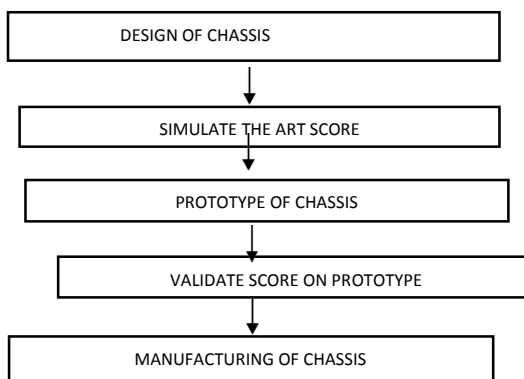 DESIGN OF CHASSIS
SIMULATE THE ART SCORE
PROTOTYPE OF CHASSIS
VALIDATE SCORE ON PROTOTYPE
MANUFACTURING OF CHASSIS